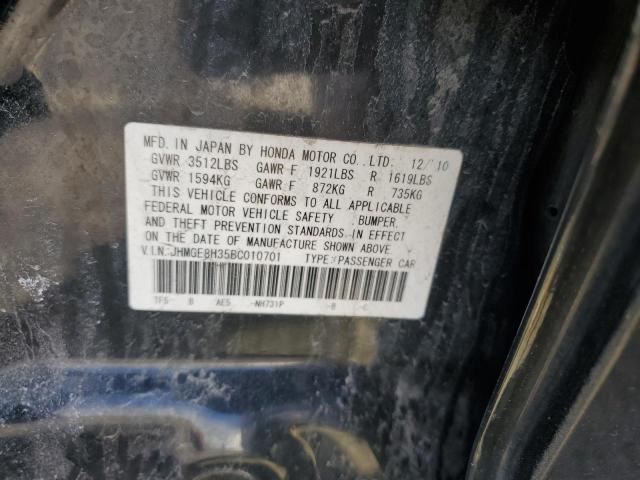 MFD. IN JAPAN BY HONDA MOTOR CO., LTD. 12/10
GVWR 3512LBS GAWR F 1921LBS R 1619LBS
GVWR 1594KG GAWR F 872KG R 735KG
THIS VEHICLE CONFORMS TO ALL APPLICABLE
FEDERAL MOTOR VEHICLE SAFETY, BUMPER,
AND THEFT PREVENTION STANDARDS IN EFFECT
ON THE DATE OF MANUFACTURE SHOWN ABOVE.
V.I.N.: JHMGE8H35BC010701 TYPE: PASSENGER CAR
TF5- B AE5 -NH731P -B -C